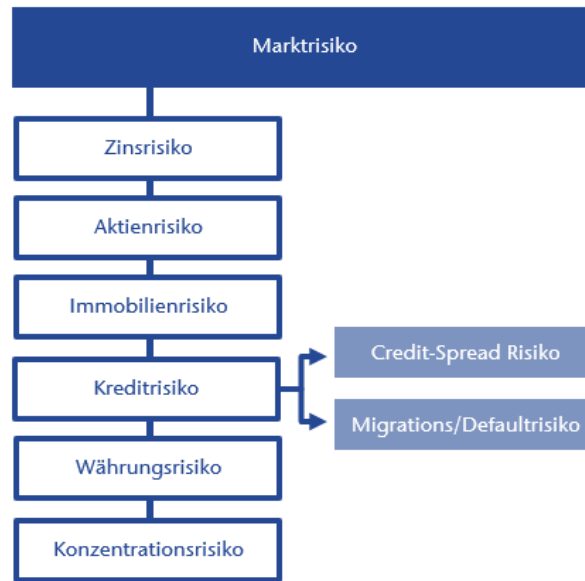 Marktrisiko
Zinsrisiko
Aktienrisiko
Immobilienrisiko
Kreditrisiko
Credit-Spread Risiko
Migrations/Defaultrisiko
Währungsrisiko
Konzentrationsrisiko